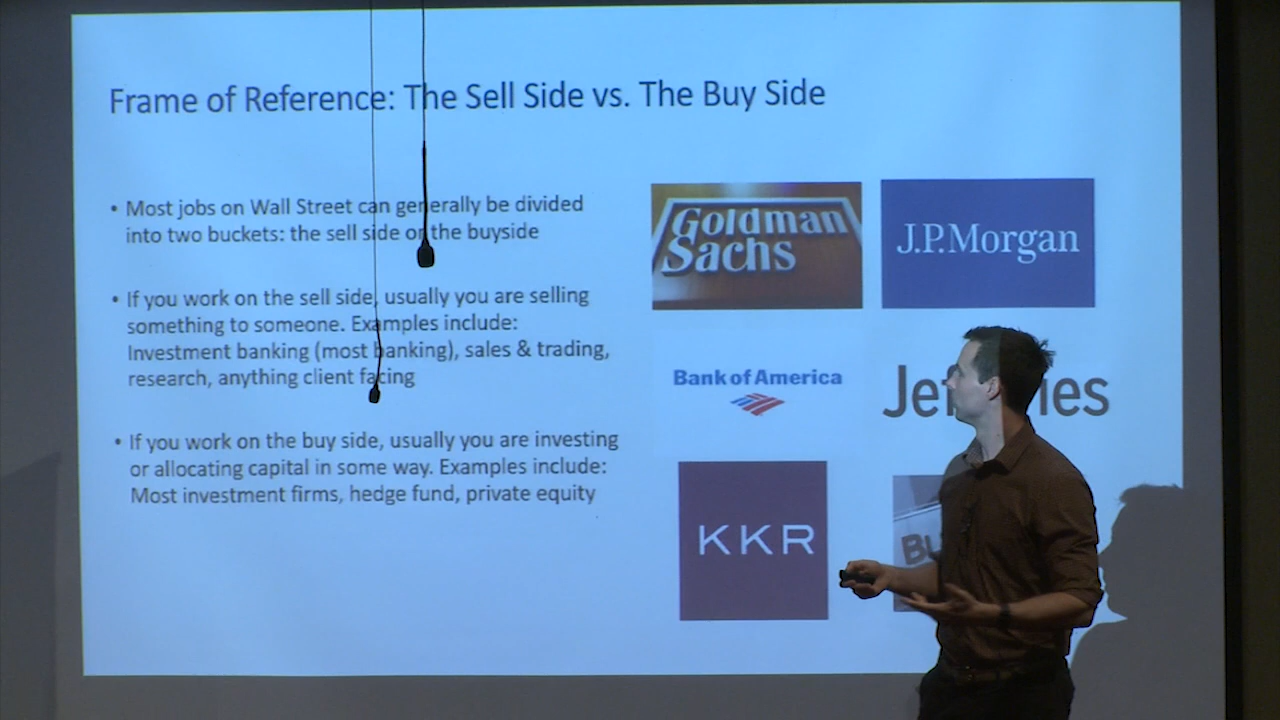 Frame of Reference: The Sell Side vs. The Buy Side
• Most jobs on Wall Street can generally be divided
into two buckets: the sell side or the buyside
• If you work on the sell side, usually you are selling
something to someone. Examples include:
Investment banking (most banking), sales & trading,
research, anything client facing
• If you work on the buy side, usually you are investing
or allocating capital in some way. Examples include:
Most investment firms, hedge fund, private equity
Goldman
Sachs
J.P.Morgan
Bank of America
KKR